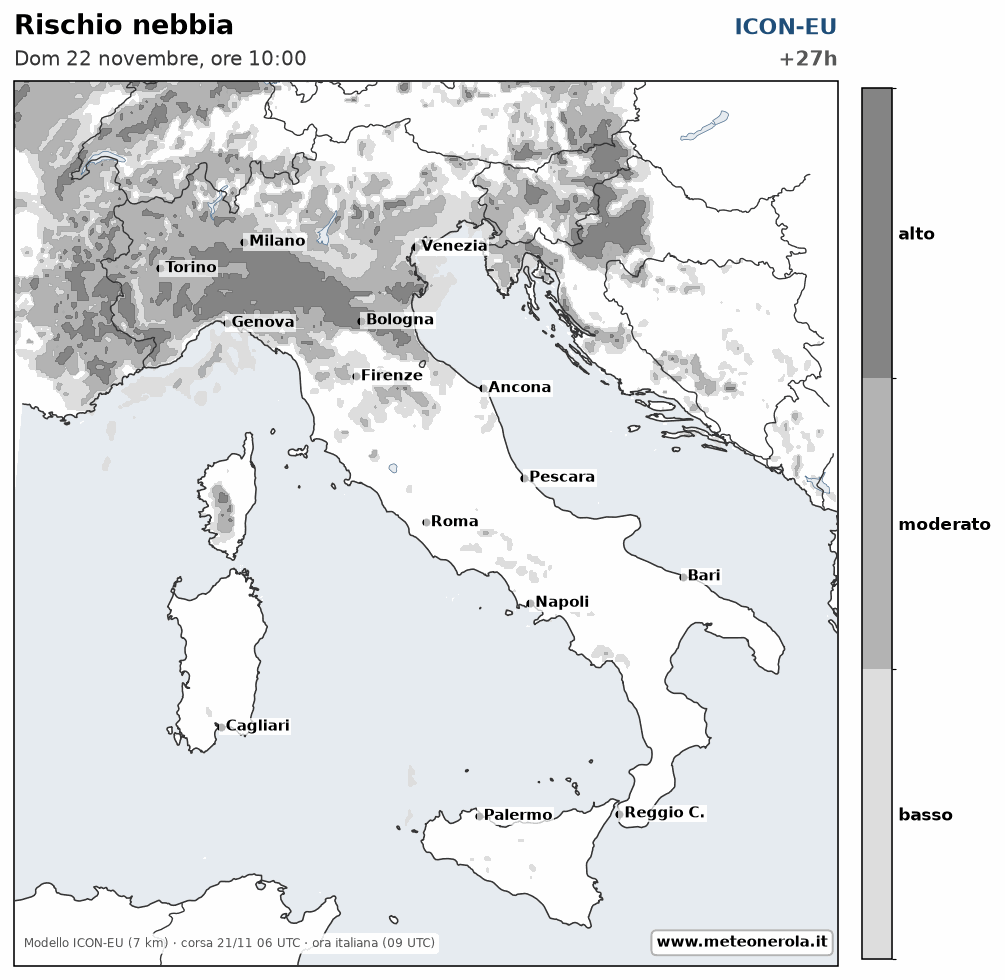 Rischio nebbia
ICON-EU
Dom 22 novembre, ore 10:00
+27h
alto
Milano
Venezia
Torino
Genova
Bologna
Firenze
Ancona
Pescara
Roma
moderato
Bari
Napoli
Cagliari
Palermo
Reggio C.
basso
Modello ICON-EU (7 km) · corsa 21/11 06 UTC · ora italiana (09 UTC)
www.meteonerola.it